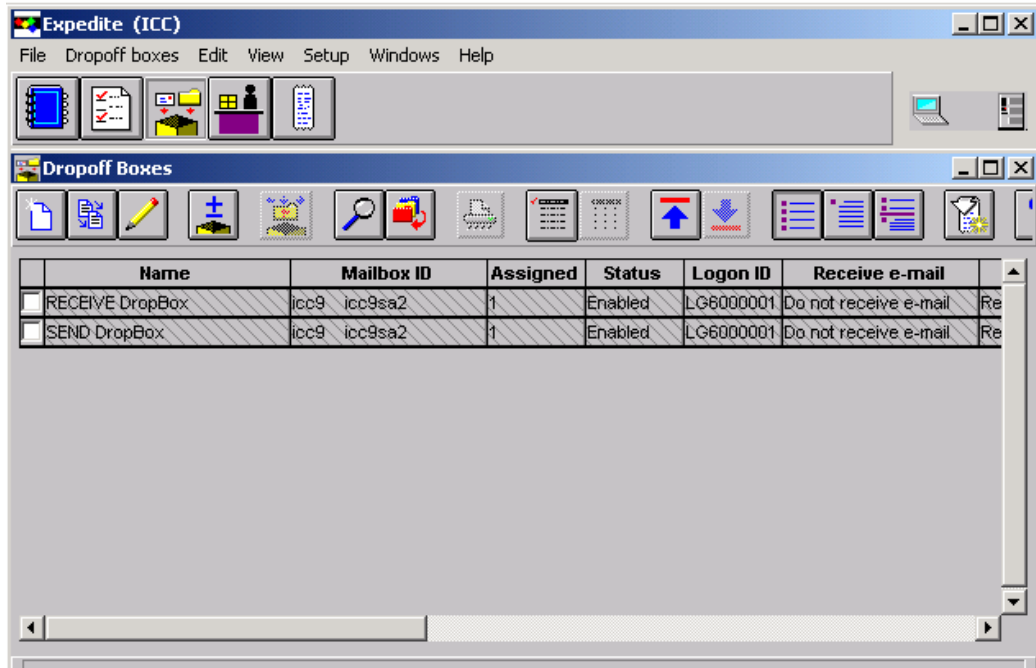 Expedite (ICC)
File Dropoff boxes Edit View Setup Windows Help
Dropoff Boxes
Name Mailbox ID Assigned Status Logon ID Receive e-mail
RECEIVE DropBox icc9 icc9sa2 1 Enabled LG6000001 Do not receive e-mail Re
SEND DropBox icc9 icc9sa2 1 Enabled LG6000001 Do not receive e-mail Re